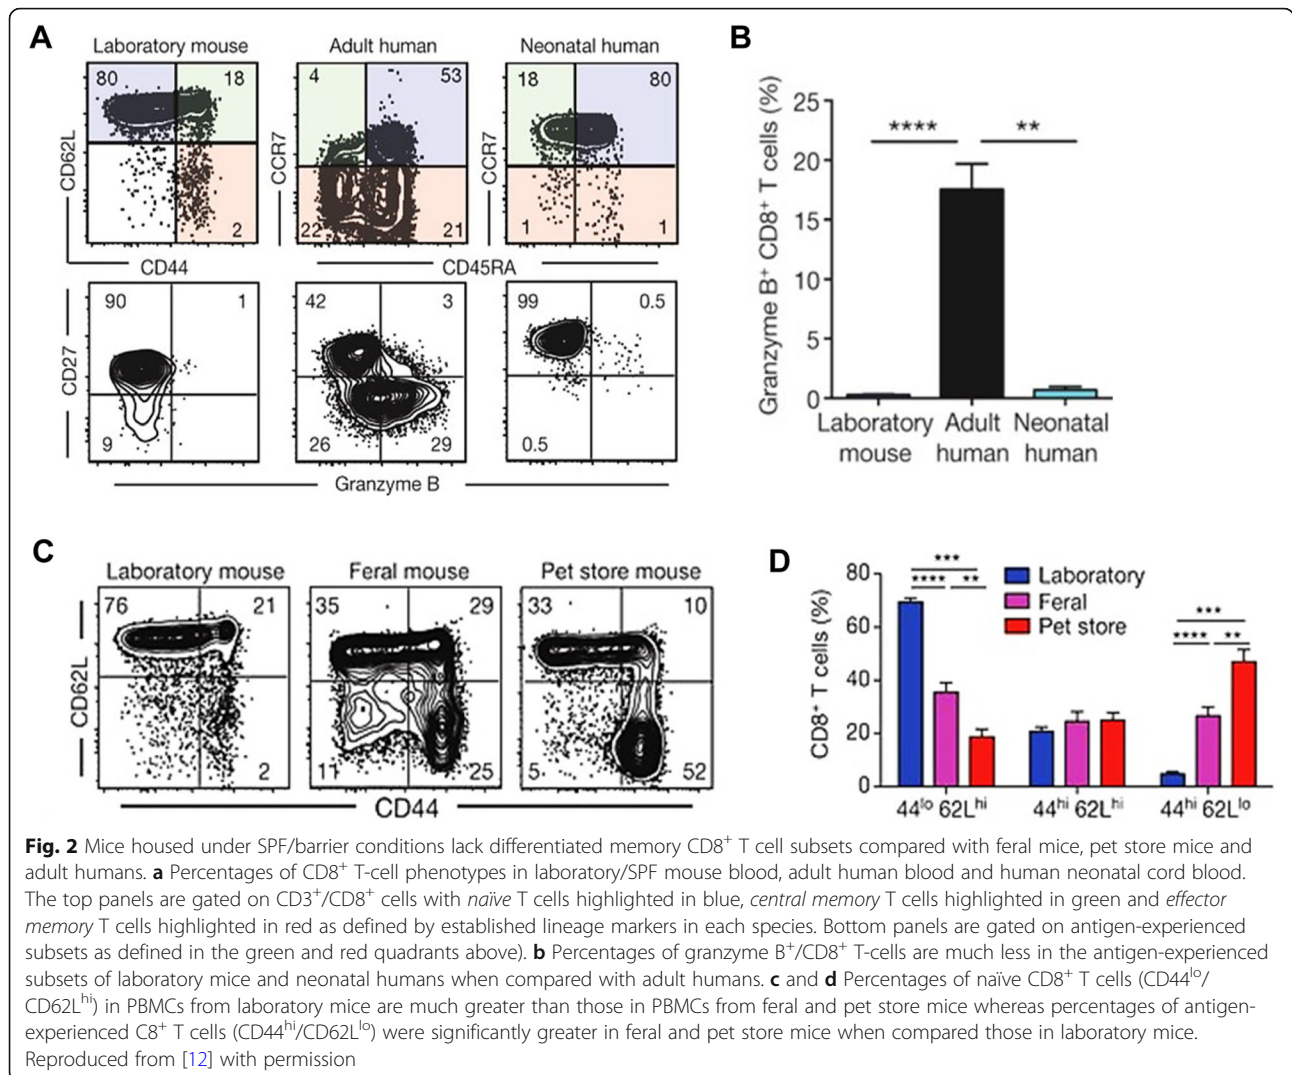 A
Laboratory mouse
Adult human
Neonatal human
80
18
2
CD62L
CD44
4
53
22
21
CCR7
18
80
1
1
CCR7
CD45RA
90
1
9
CD27
42
3
26
29
99
0.5
0.5
Granzyme B
B
Granzyme B⁺ CD8⁺ T cells (%)
25
20
15
10
5
0
****
**
Laboratory mouse
Adult human
Neonatal human
C
Laboratory mouse
Feral mouse
Pet store mouse
76
21
2
35
29
11
25
33
10
5
52
CD62L
CD44
D
CD8⁺ T cells (%)
80
60
40
20
0
***
****
**
Laboratory
Feral
Pet store
***
****
**
44ˡᵒ 62Lʰⁱ
44ʰⁱ 62Lʰⁱ
44ʰⁱ 62Lˡᵒ
Fig. 2 Mice housed under SPF/barrier conditions lack differentiated memory CD8⁺ T cell subsets compared with feral mice, pet store mice and
adult humans. a Percentages of CD8⁺ T-cell phenotypes in laboratory/SPF mouse blood, adult human blood and human neonatal cord blood.
The top panels are gated on CD3⁺/CD8⁺ cells with naïve T cells highlighted in blue, central memory T cells highlighted in green and effector
memory T cells highlighted in red as defined by established lineage markers in each species. Bottom panels are gated on antigen-experienced
subsets as defined in the green and red quadrants above). b Percentages of granzyme B⁺/CD8⁺ T-cells are much less in the antigen-experienced
subsets of laboratory mice and neonatal humans when compared with adult humans. c and d Percentages of naïve CD8⁺ T cells (CD44ˡᵒ/
CD62Lʰⁱ) in PBMCs from laboratory mice are much greater than those in PBMCs from feral and pet store mice whereas percentages of antigen-
experienced C8⁺ T cells (CD44ʰⁱ/CD62Lˡᵒ) were significantly greater in feral and pet store mice when compared those in laboratory mice.
Reproduced from [12] with permission